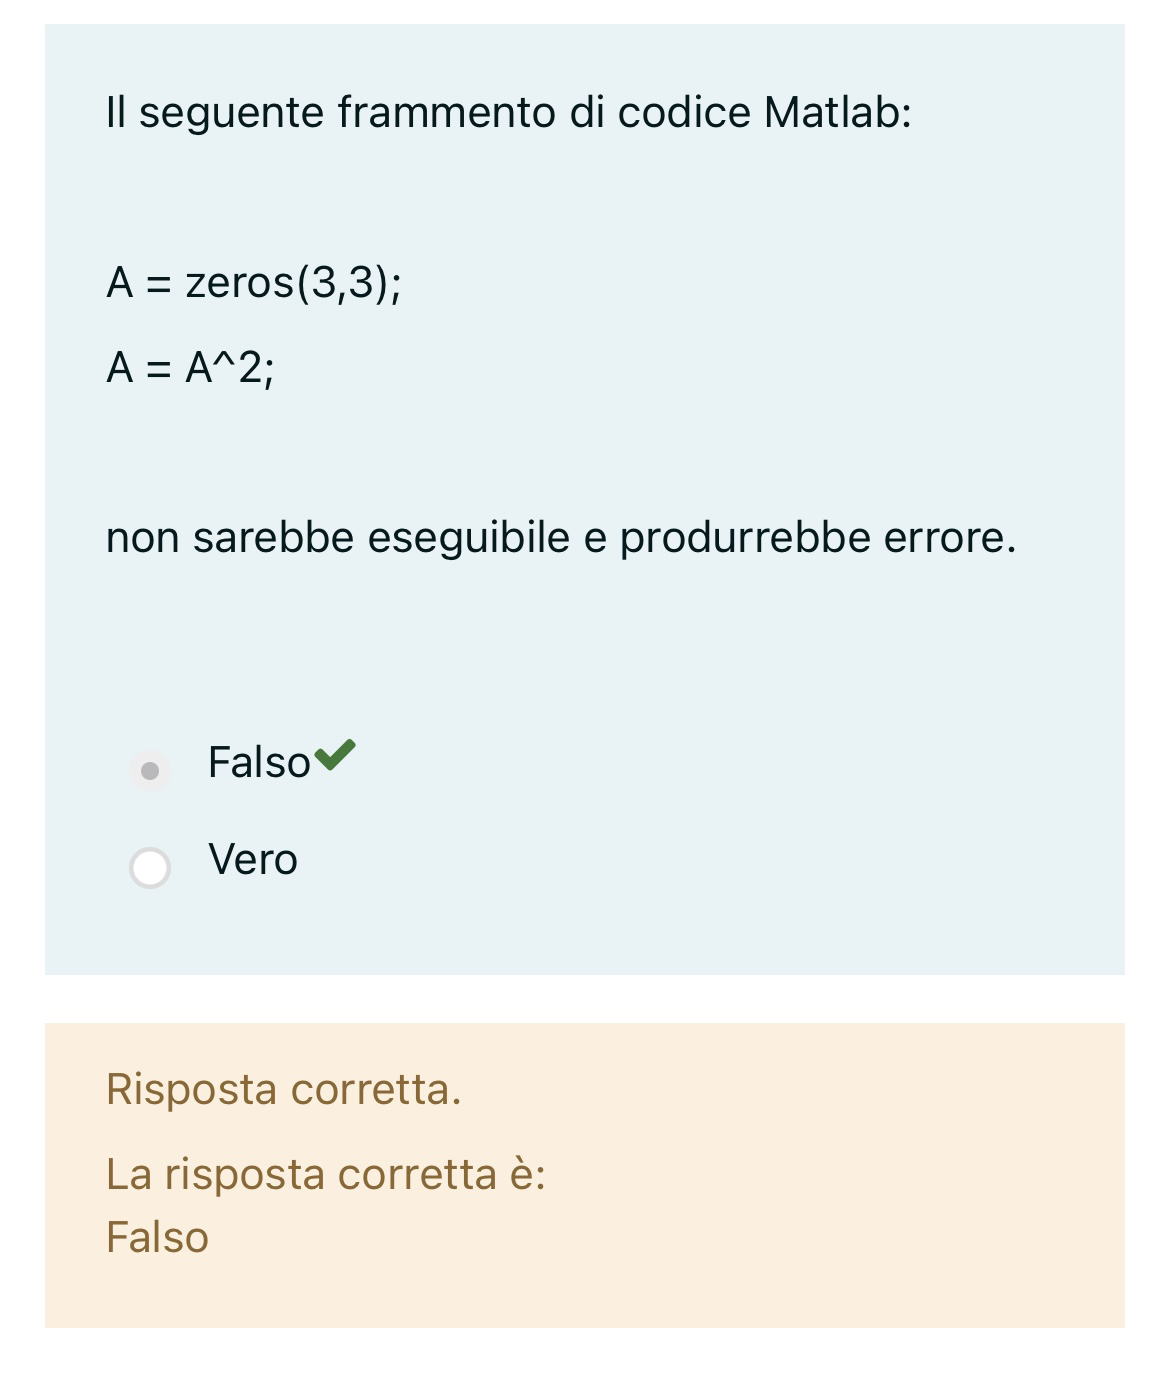 Il seguente frammento di codice Matlab:
A = zeros(3,3);
A = A^2;
non sarebbe eseguibile e produrrebbe errore.
Falso
Vero
Risposta corretta.
La risposta corretta è:
Falso